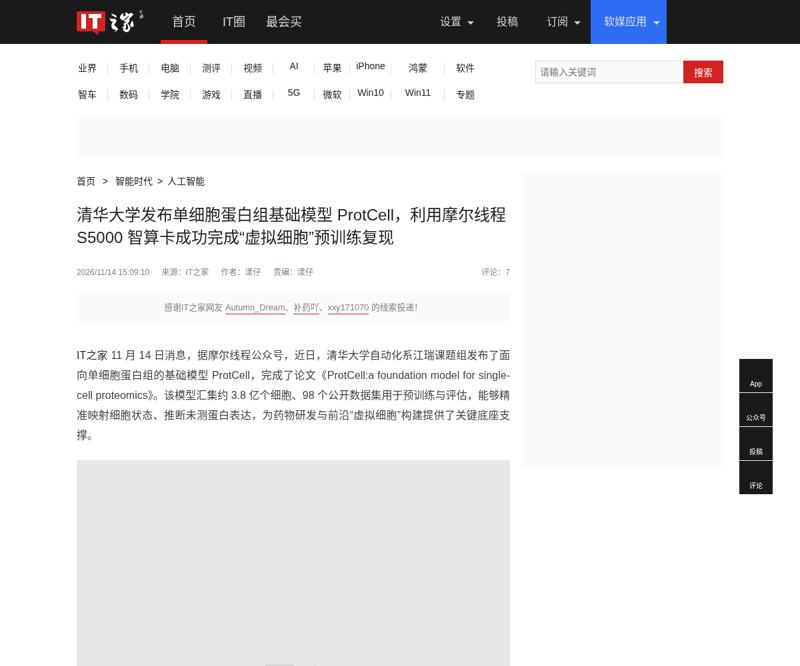 IT之家
首页 IT圈 最会买 设置 投稿 订阅 软媒应用
业界 手机 电脑 测评 视频 AI 苹果 iPhone 鸿蒙 软件
请输入关键词 搜索
智车 数码 学院 游戏 直播 5G 微软 Win10 Win11 专题
首页 > 智能时代 > 人工智能
清华大学发布单细胞蛋白组基础模型 ProtCell，利用摩尔线程
S5000 智算卡成功完成“虚拟细胞”预训练复现
2026/11/14 15:09:10 来源：IT之家 作者：漾仔 责编：漾仔 评论：7
感谢IT之家网友 Autumn_Dream、补药吖、xxy171070 的线索投递！
IT之家 11 月 14 日消息，据摩尔线程公众号，近日，清华大学自动化系江瑞课题组发布了面
向单细胞蛋白组的基础模型 ProtCell，完成了论文《ProtCell:a foundation model for single-
cell proteomics》。该模型汇集约 3.8 亿个细胞、98 个公开数据集用于预训练与评估，能够精
准映射细胞状态、推断未测蛋白表达，为药物研发与前沿“虚拟细胞”构建提供了关键底座支
撑。
App
公众号
投稿
评论